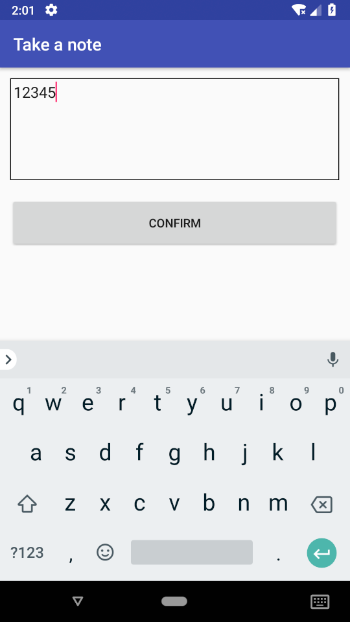 2:01
Take a note
12345
CONFIRM
1 2 3 4 5 6 7 8 9 0
q w e r t y u i o p
a s d f g h j k l
z x c v b n m
?123 , .